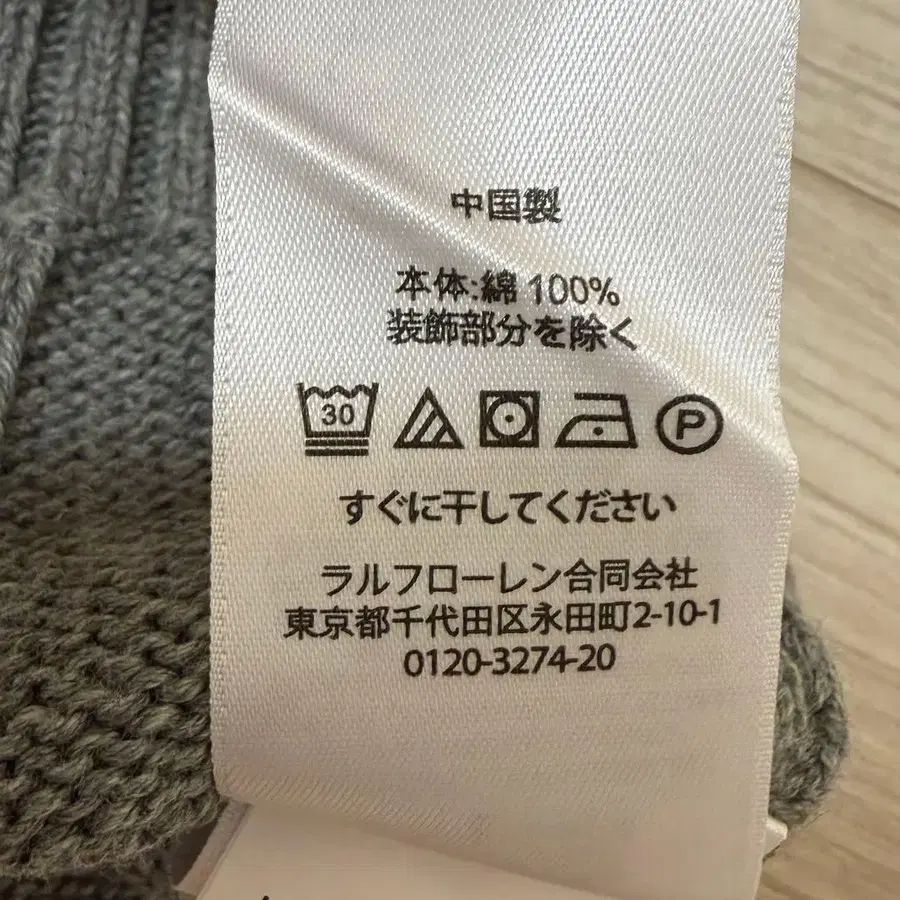 中国製
本体:綿 100%
装飾部分を除く
30
P
すぐに干してください
ラルフローレン合同会社
東京都千代田区永田町2-10-1
0120-3274-20